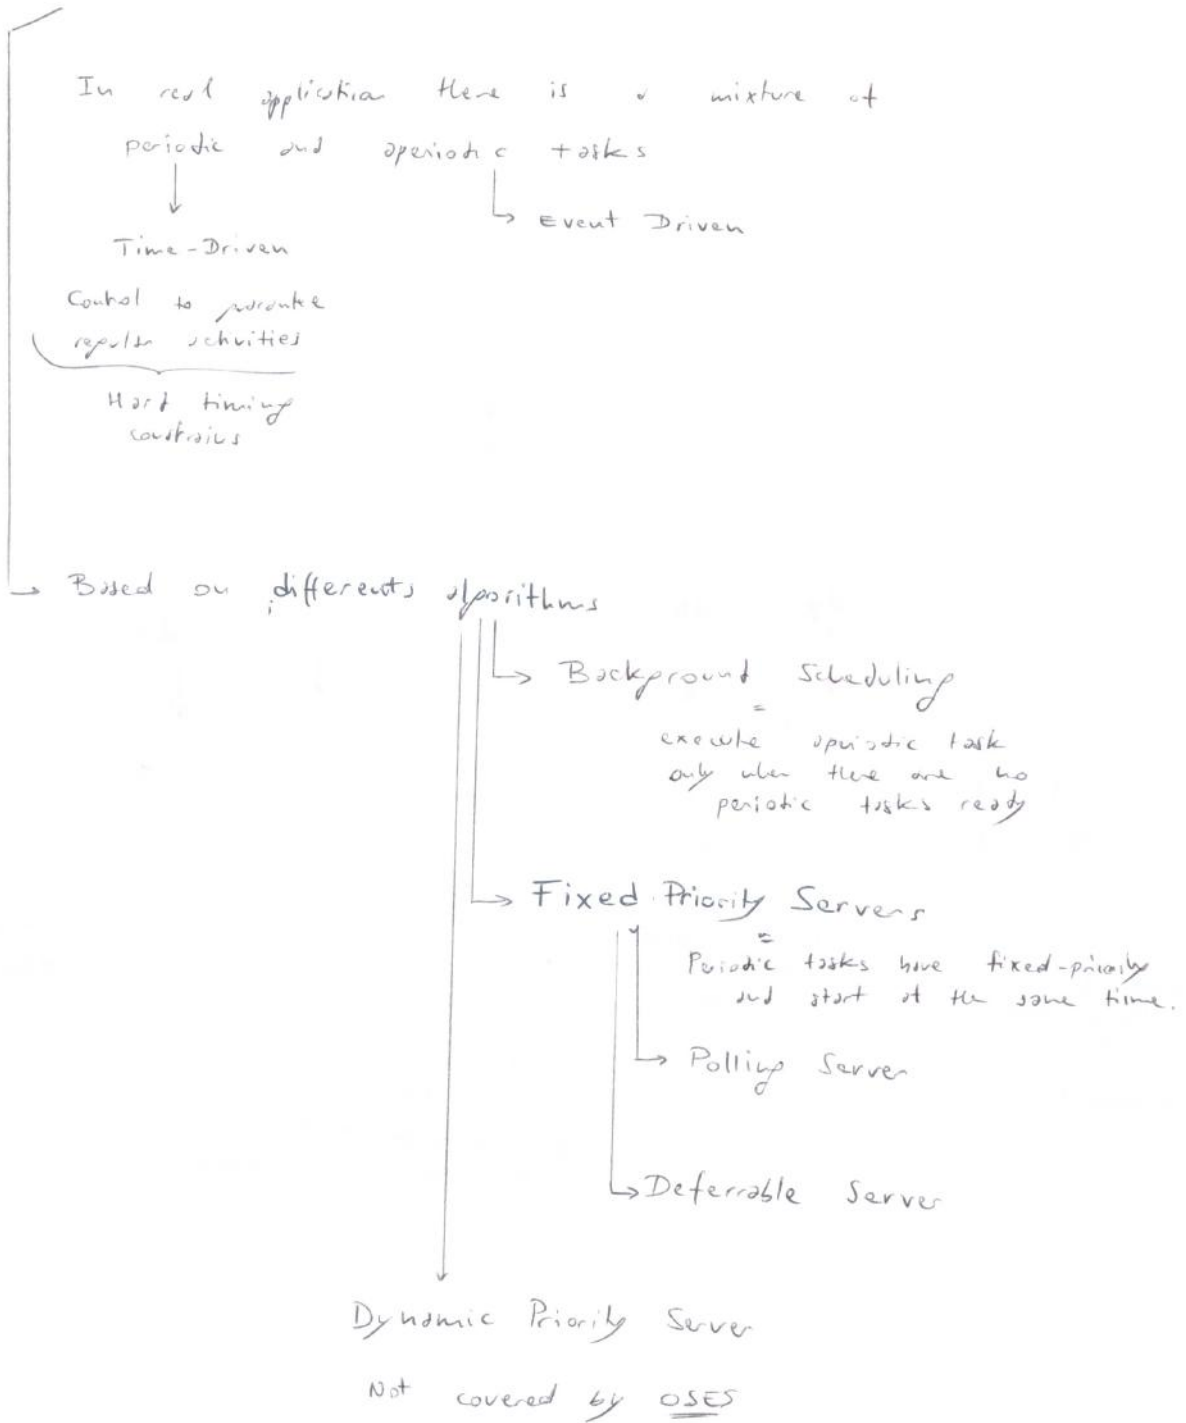 In real application there is a mixture of
periodic and aperiodic tasks
Event Driven
Time-Driven
Control to guarantee
regular activities
Hard timing
constrains
Based on differents algorithms
Background Scheduling
=
execute aperiodic task
only when there are no
periodic tasks ready
Fixed Priority Servers
=
Periodic tasks have fixed-priority
and start at the same time.
Polling Server
Deferrable Server
Dynamic Priority Server
Not covered by OSES